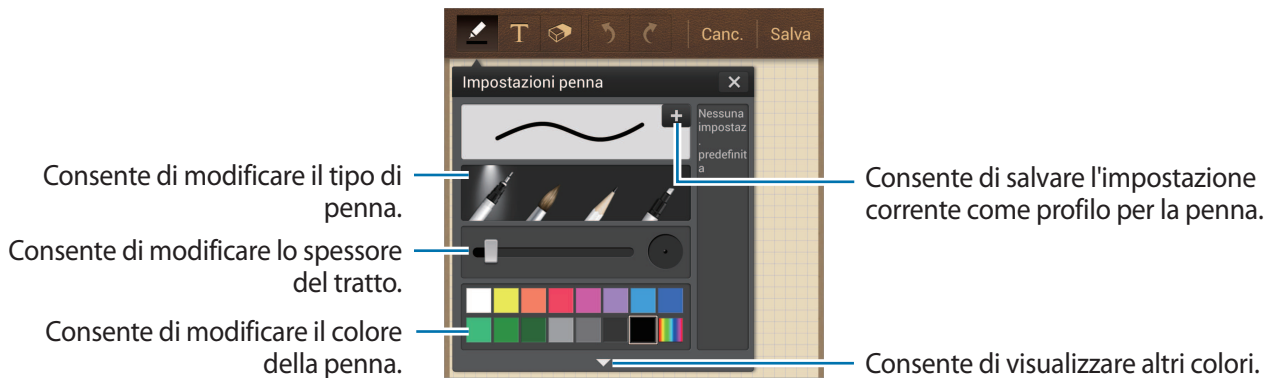 T
Canc.
Salva
Impostazioni penna
Nessuna
impostaz
.
predefinit
a
Consente di modificare il tipo di
penna.
Consente di salvare l'impostazione
corrente come profilo per la penna.
Consente di modificare lo spessore
del tratto.
Consente di modificare il colore
della penna.
Consente di visualizzare altri colori.